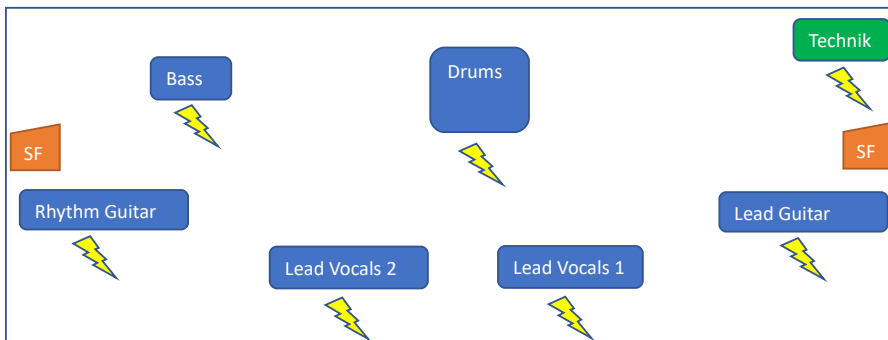 Technik
Drums
Bass
SF
SF
Rhythm Guitar
Lead Guitar
Lead Vocals 2
Lead Vocals 1